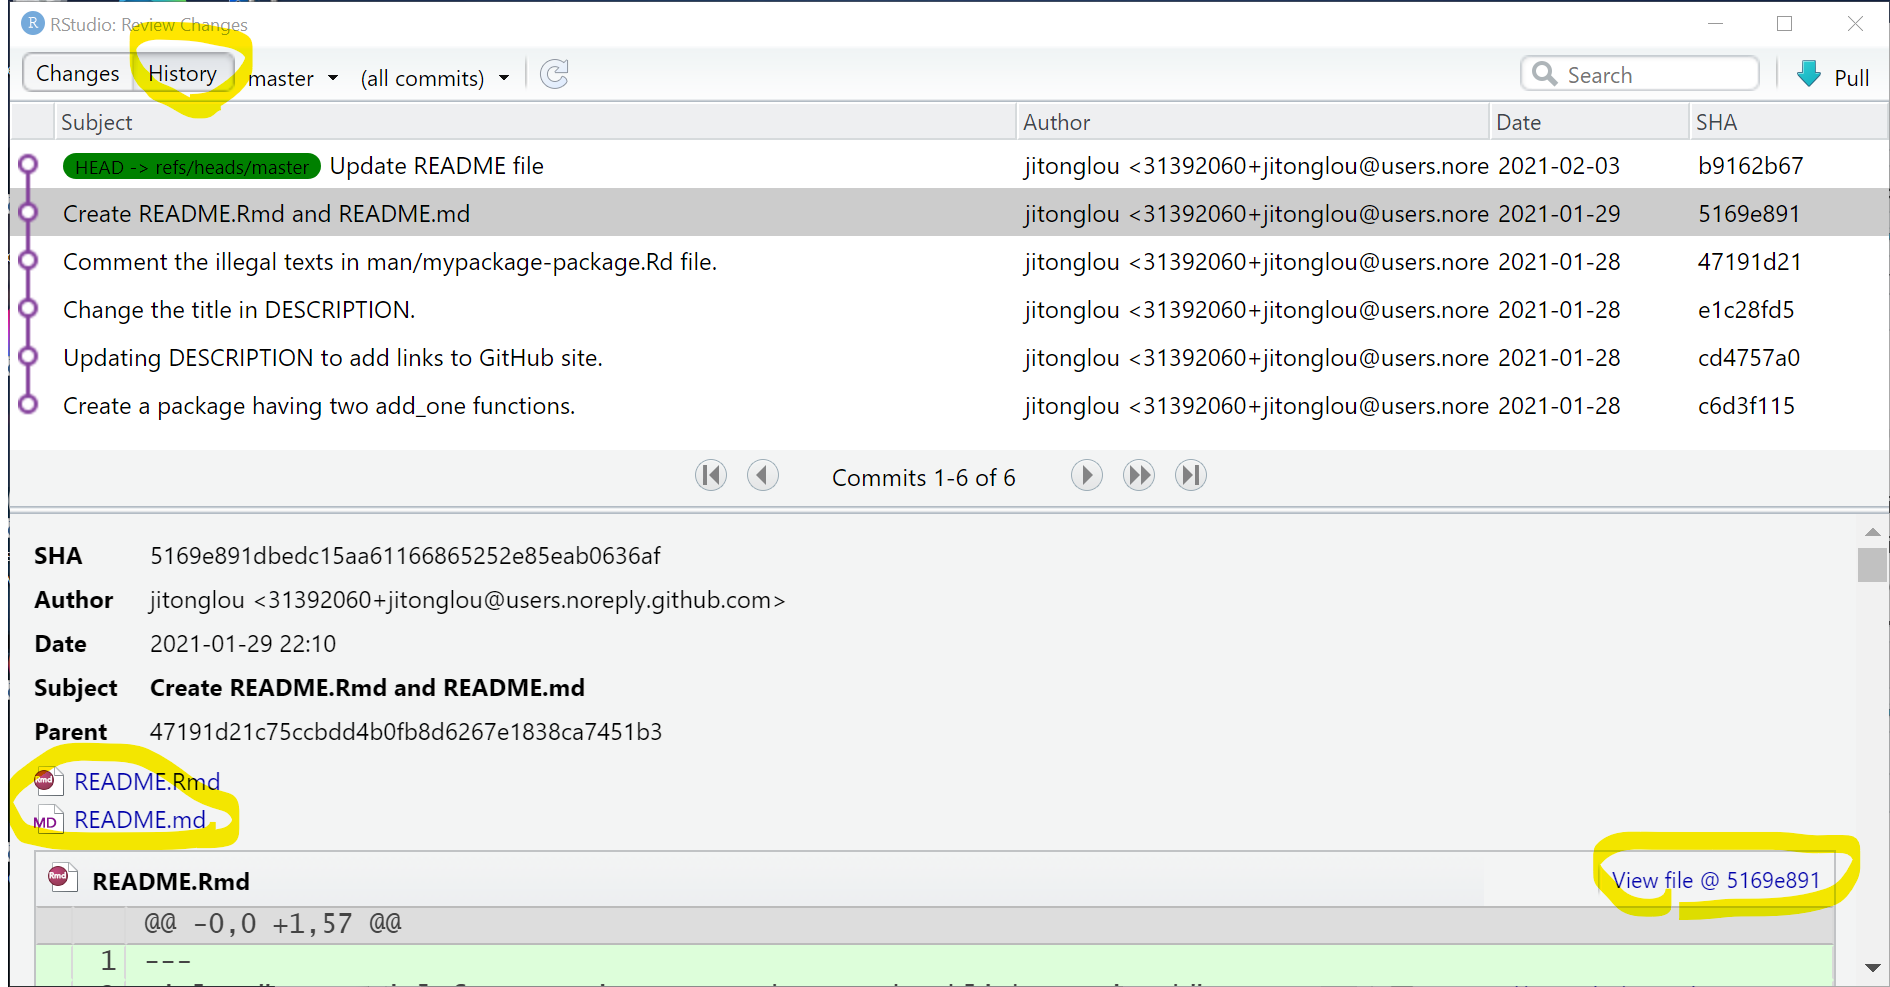 RStudio: Review Changes
Changes History master (all commits) Search Pull
Subject Author Date SHA
HEAD -> refs/heads/master Update README file jitonglou <31392060+jitonglou@users.nore 2021-02-03 b9162b67
Create README.Rmd and README.md jitonglou <31392060+jitonglou@users.nore 2021-01-29 5169e891
Comment the illegal texts in man/mypackage-package.Rd file. jitonglou <31392060+jitonglou@users.nore 2021-01-28 47191d21
Change the title in DESCRIPTION. jitonglou <31392060+jitonglou@users.nore 2021-01-28 e1c28fd5
Updating DESCRIPTION to add links to GitHub site. jitonglou <31392060+jitonglou@users.nore 2021-01-28 cd4757a0
Create a package having two add_one functions. jitonglou <31392060+jitonglou@users.nore 2021-01-28 c6d3f115
Commits 1-6 of 6
SHA 5169e891dbedc15aa61166865252e85eab0636af
Author jitonglou <31392060+jitonglou@users.noreply.github.com>
Date 2021-01-29 22:10
Subject Create README.Rmd and README.md
Parent 47191d21c75ccbdd4b0fb8d6267e1838ca7451b3
Rmd README.Rmd
MD README.md
Rmd README.Rmd View file @ 5169e891
@@ -0,0 +1,57 @@
1 ---